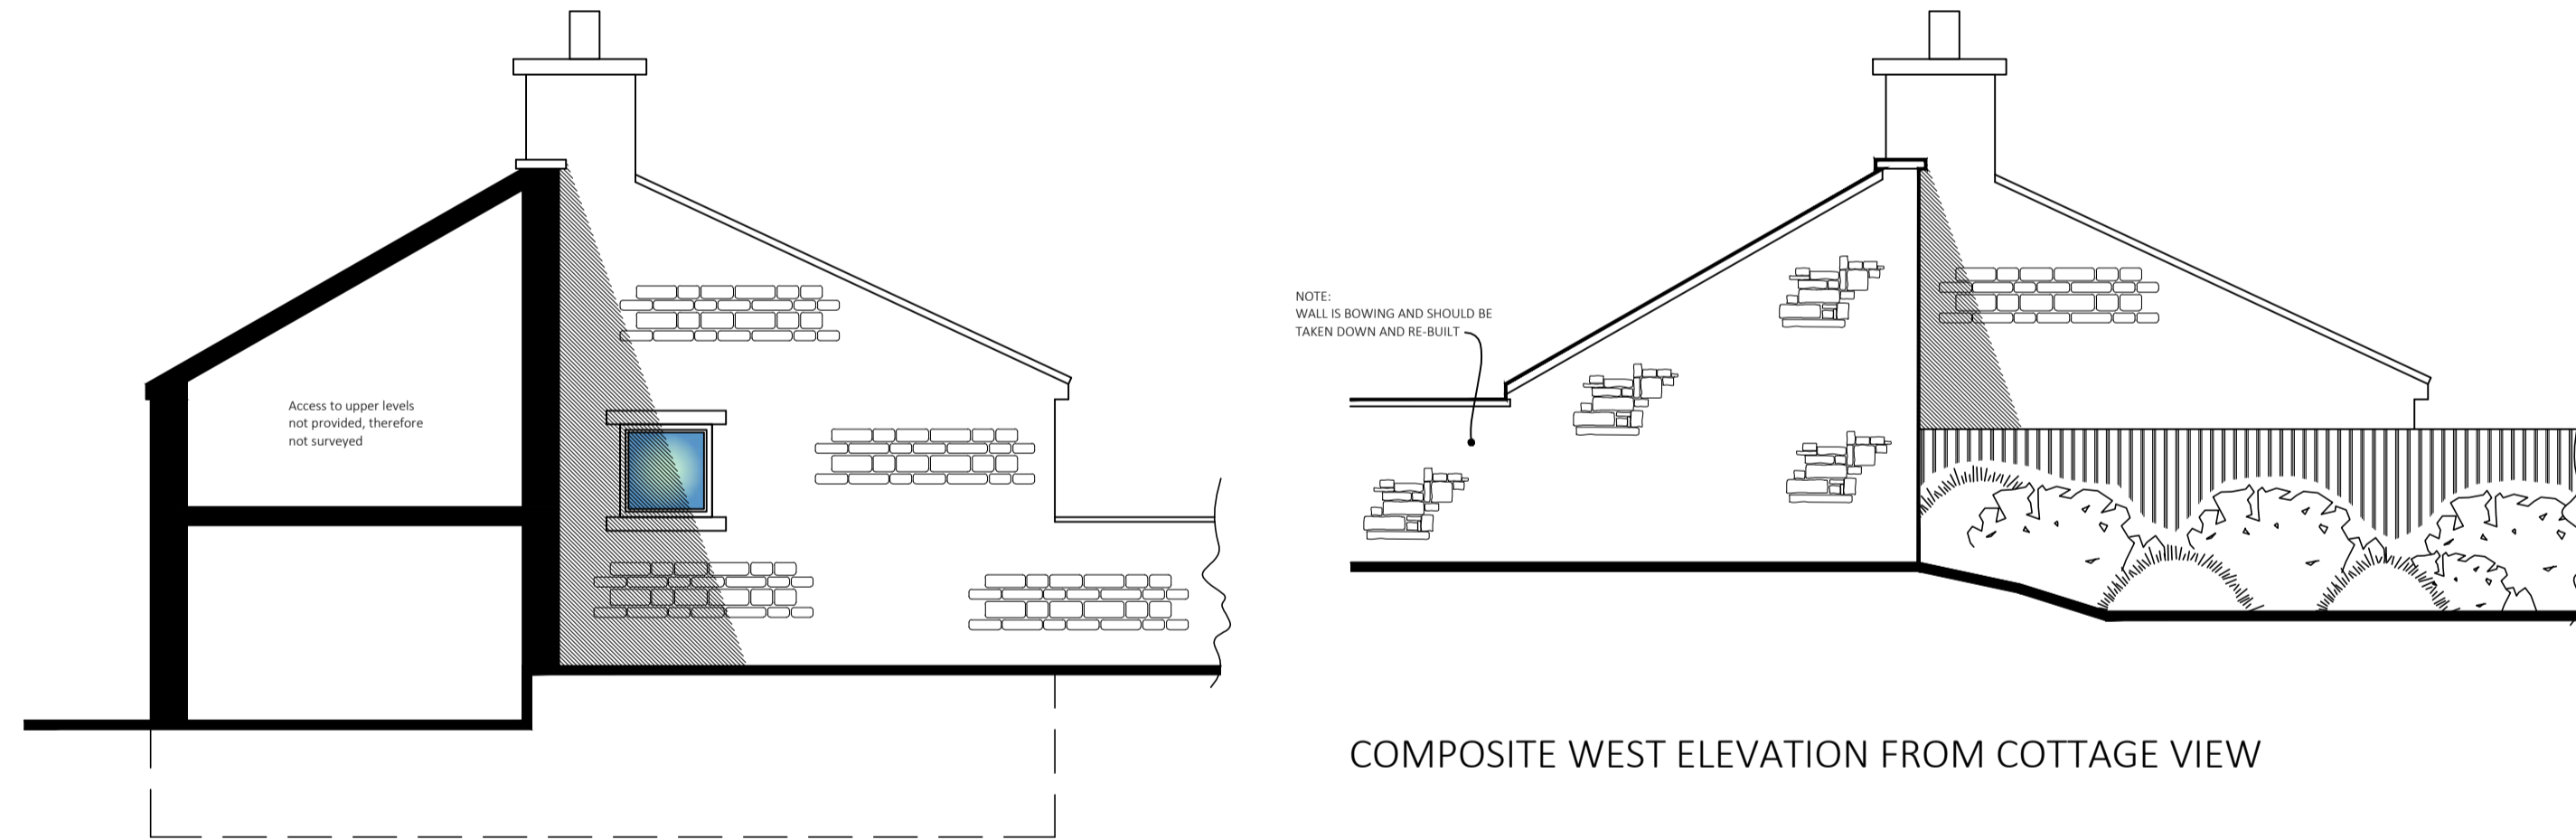 Access to upper levels
not provided, therefore
not surveyed
NOTE:
WALL IS BOWING AND SHOULD BE
TAKEN DOWN AND RE-BUILT
COMPOSITE WEST ELEVATION FROM COTTAGE VIEW